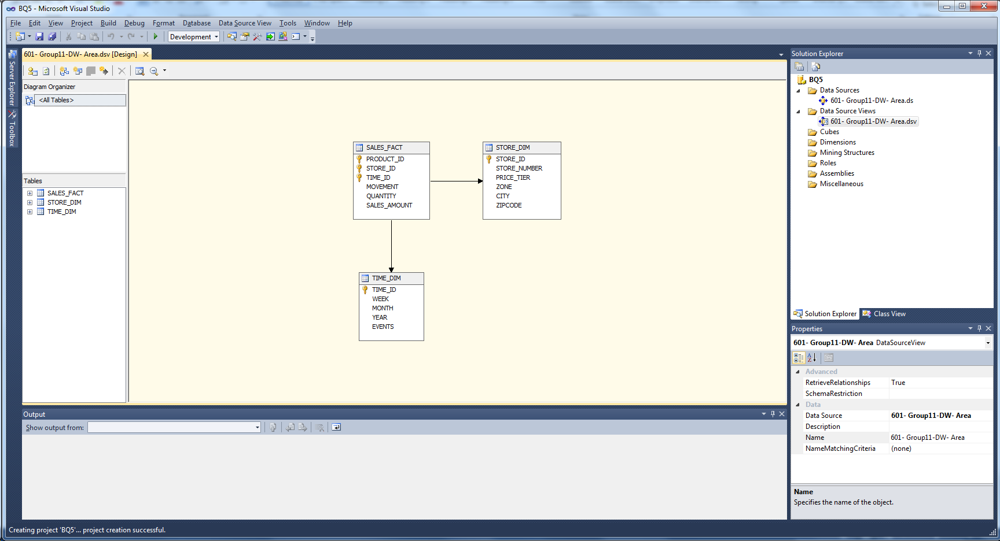 BQ5 - Microsoft Visual Studio
File Edit View Project Build Debug Format Database Data Source View Tools Window Help
Development
Server Explorer
Toolbox
601- Group11-DW- Area.dsv [Design]
Diagram Organizer
<All Tables>
Tables
SALES_FACT
STORE_DIM
TIME_DIM
SALES_FACT
PRODUCT_ID
STORE_ID
TIME_ID
MOVEMENT
QUANTITY
SALES_AMOUNT
STORE_DIM
STORE_ID
STORE_NUMBER
PRICE_TIER
ZONE
CITY
ZIPCODE
TIME_DIM
TIME_ID
WEEK
MONTH
YEAR
EVENTS
Output
Show output from:
Solution Explorer
BQ5
Data Sources
601- Group11-DW- Area.ds
Data Source Views
601- Group11-DW- Area.dsv
Cubes
Dimensions
Mining Structures
Roles
Assemblies
Miscellaneous
Solution Explorer Class View
Properties
601- Group11-DW- Area DataSourceView
Advanced
RetrieveRelationships True
SchemaRestriction
Data
Data Source 601- Group11-DW- Area
Description
Name 601- Group11-DW- Area
NameMatchingCriteria (none)
Name
Specifies the name of the object.
Creating project 'BQ5'... project creation successful.